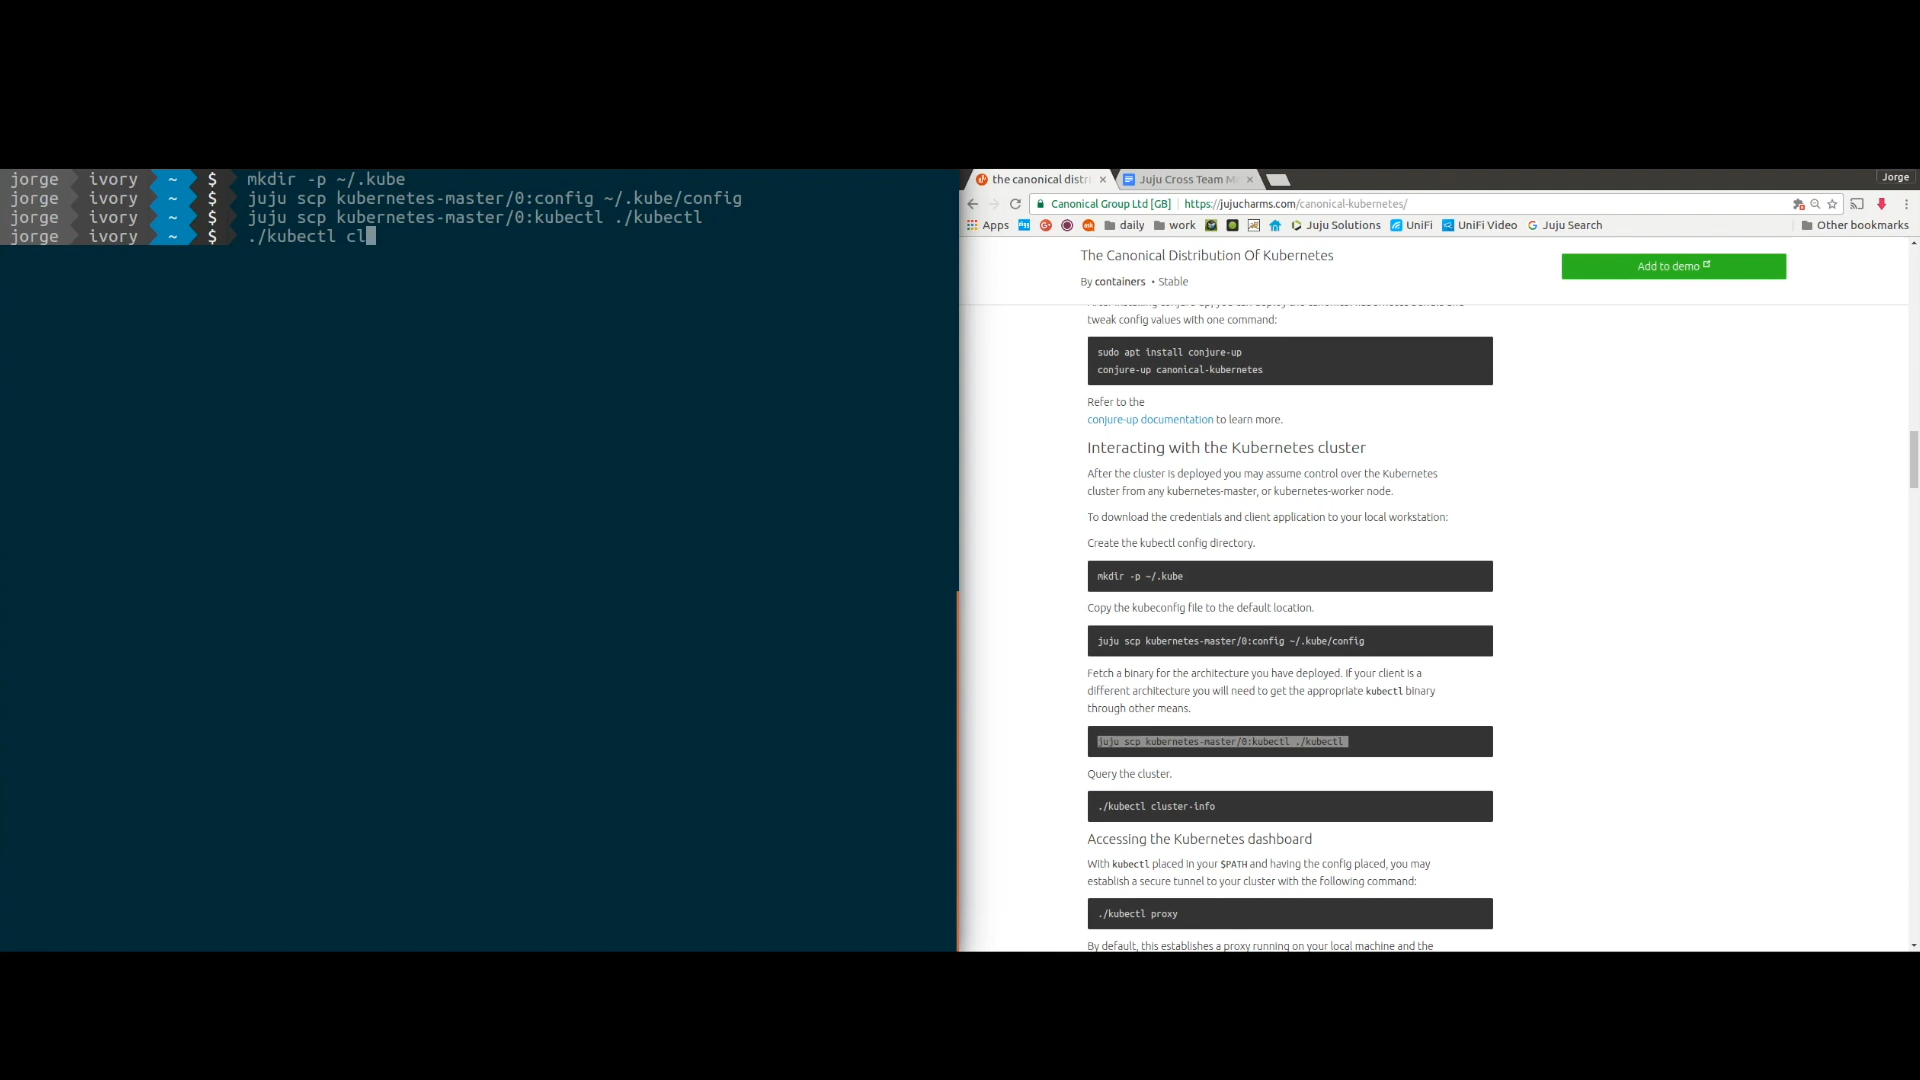 jorge ivory ~ $ mkdir -p ~/.kube
jorge ivory ~ $ juju scp kubernetes-master/0:config ~/.kube/config
jorge ivory ~ $ juju scp kubernetes-master/0:kubectl ./kubectl
jorge ivory ~ $ ./kubectl cl
the canonical distri
Juju Cross Team M
Jorge
Canonical Group Ltd [GB] https://jujucharms.com/canonical-kubernetes/
Apps daily work Juju Solutions UniFi UniFi Video Juju Search Other bookmarks
The Canonical Distribution Of Kubernetes
By containers • Stable
Add to demo
tweak config values with one command:
sudo apt install conjure-up
conjure-up canonical-kubernetes
Refer to the
conjure-up documentation to learn more.
Interacting with the Kubernetes cluster
After the cluster is deployed you may assume control over the Kubernetes
cluster from any kubernetes-master, or kubernetes-worker node.
To download the credentials and client application to your local workstation:
Create the kubectl config directory.
mkdir -p ~/.kube
Copy the kubeconfig file to the default location.
juju scp kubernetes-master/0:config ~/.kube/config
Fetch a binary for the architecture you have deployed. If your client is a
different architecture you will need to get the appropriate kubectl binary
through other means.
juju scp kubernetes-master/0:kubectl ./kubectl
Query the cluster.
./kubectl cluster-info
Accessing the Kubernetes dashboard
With kubectl placed in your $PATH and having the config placed, you may
establish a secure tunnel to your cluster with the following command:
./kubectl proxy
By default, this establishes a proxy running on your local machine and the